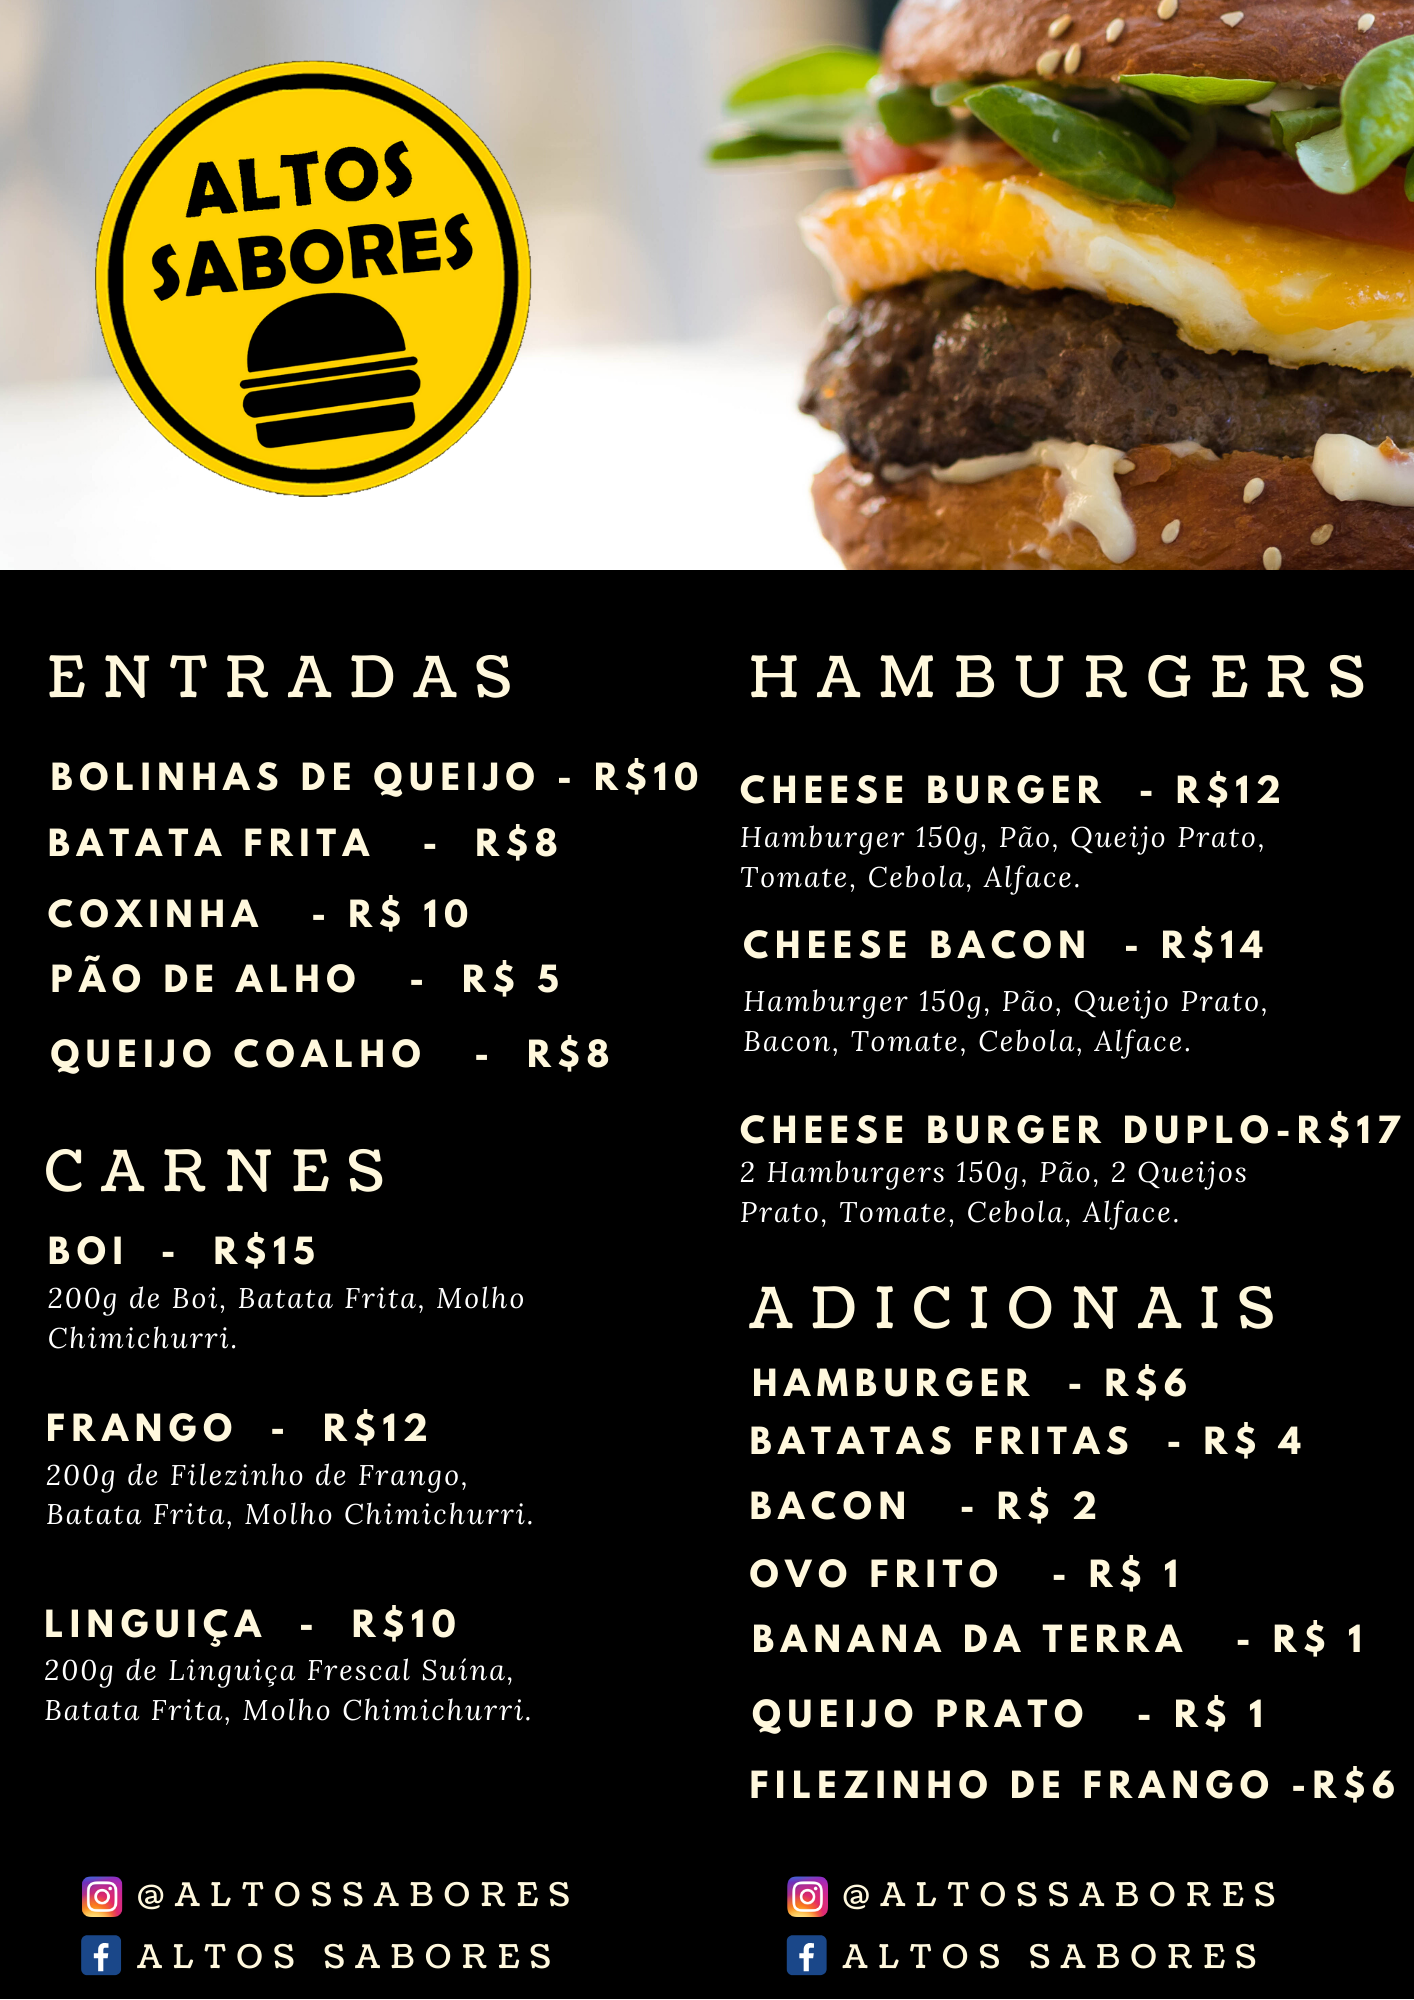 ALTOS
SABORES
ENTRADAS
BOLINHAS DE QUEIJO - R$10
BATATA FRITA - R$8
COXINHA - R$ 10
PÃO DE ALHO - R$ 5
QUEIJO COALHO - R$8
CARNES
BOI - R$15
200g de Boi, Batata Frita, Molho
Chimichurri.
FRANGO - R$12
200g de Filezinho de Frango,
Batata Frita, Molho Chimichurri.
LINGUIÇA - R$10
200g de Linguiça Frescal Suína,
Batata Frita, Molho Chimichurri.
HAMBURGERS
CHEESE BURGER - R$12
Hamburger 150g, Pão, Queijo Prato,
Tomate, Cebola, Alface.
CHEESE BACON - R$14
Hamburger 150g, Pão, Queijo Prato,
Bacon, Tomate, Cebola, Alface.
CHEESE BURGER DUPLO-R$17
2 Hamburgers 150g, Pão, 2 Queijos
Prato, Tomate, Cebola, Alface.
ADICIONAIS
HAMBURGER - R$6
BATATAS FRITAS - R$ 4
BACON - R$ 2
OVO FRITO - R$ 1
BANANA DA TERRA - R$ 1
QUEIJO PRATO - R$ 1
FILEZINHO DE FRANGO -R$6
@ALTOSSABORES
ALTOS SABORES
@ALTOSSABORES
ALTOS SABORES